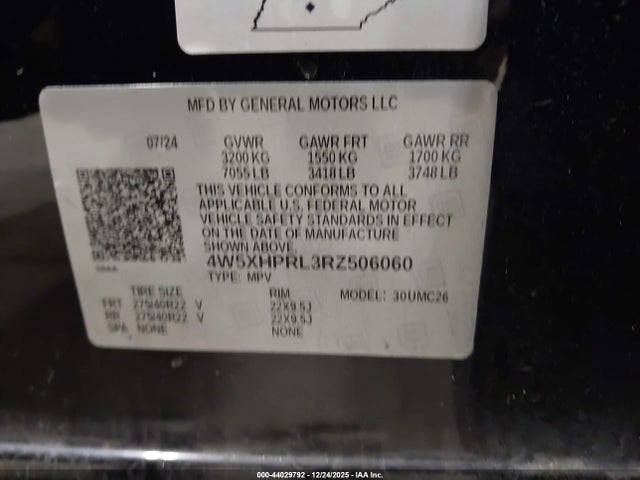 MFD BY GENERAL MOTORS LLC
07/24 GVWR GAWR FRT GAWR RR
3200 KG 1550 KG 1700 KG
7055 LB 3418 LB 3748 LB
THIS VEHICLE CONFORMS TO ALL
APPLICABLE U.S. FEDERAL MOTOR
VEHICLE SAFETY STANDARDS IN EFFECT
ON THE DATE OF MANUFACTURE
SHOWN ABOVE.
4W5XHPRL3RZ506060
TYPE: MPV
TIRE SIZE RIM MODEL: 30UMC26
FRT 275/40R22 V 22X9.5J
RR 275/40R22 V 22X9.5J
SPA NONE NONE
000-44029792 - 12/24/2025 - IAA Inc.